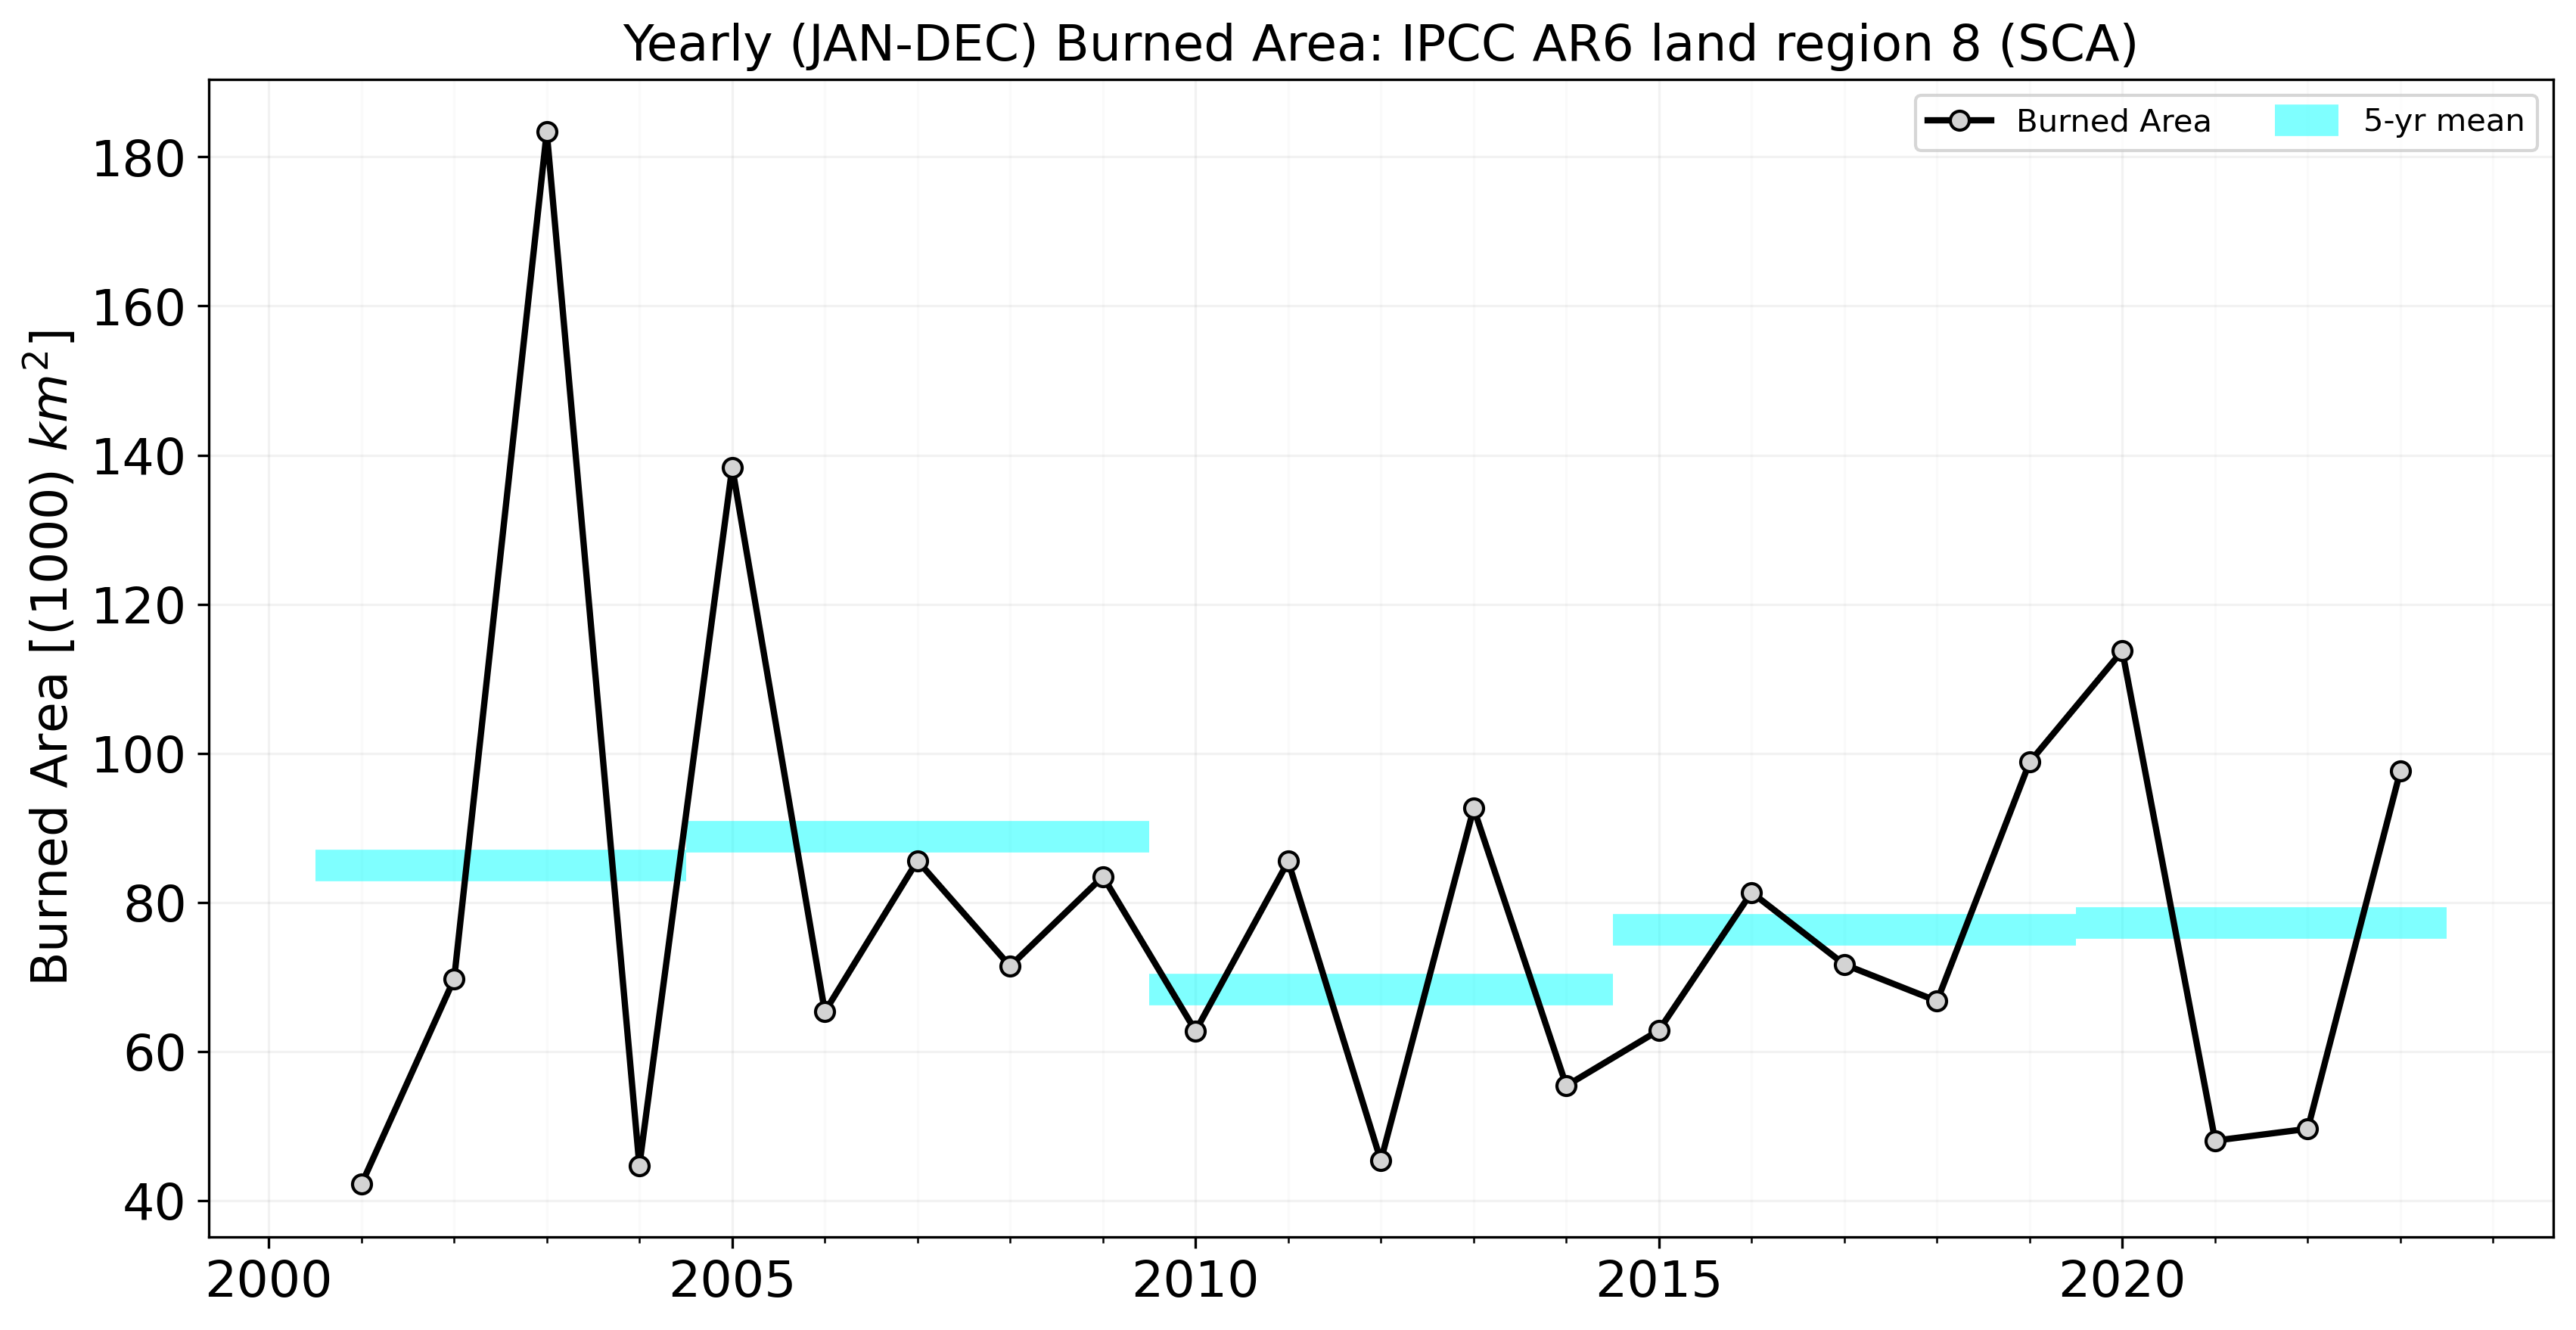 Yearly (JAN-DEC) Burned Area: IPCC AR6 land region 8 (SCA)
Burned Area
5-yr mean
Burned Area [(1000) km²]
180
160
140
120
100
80
60
40
2000 2005 2010 2015 2020